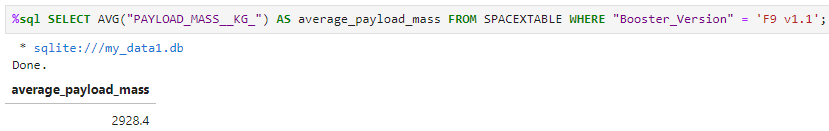 %sql SELECT AVG("PAYLOAD_MASS__KG_") AS average_payload_mass FROM SPACEXTABLE WHERE "Booster_Version" = 'F9 v1.1';
* sqlite:///my_data1.db
Done.
average_payload_mass
2928.4